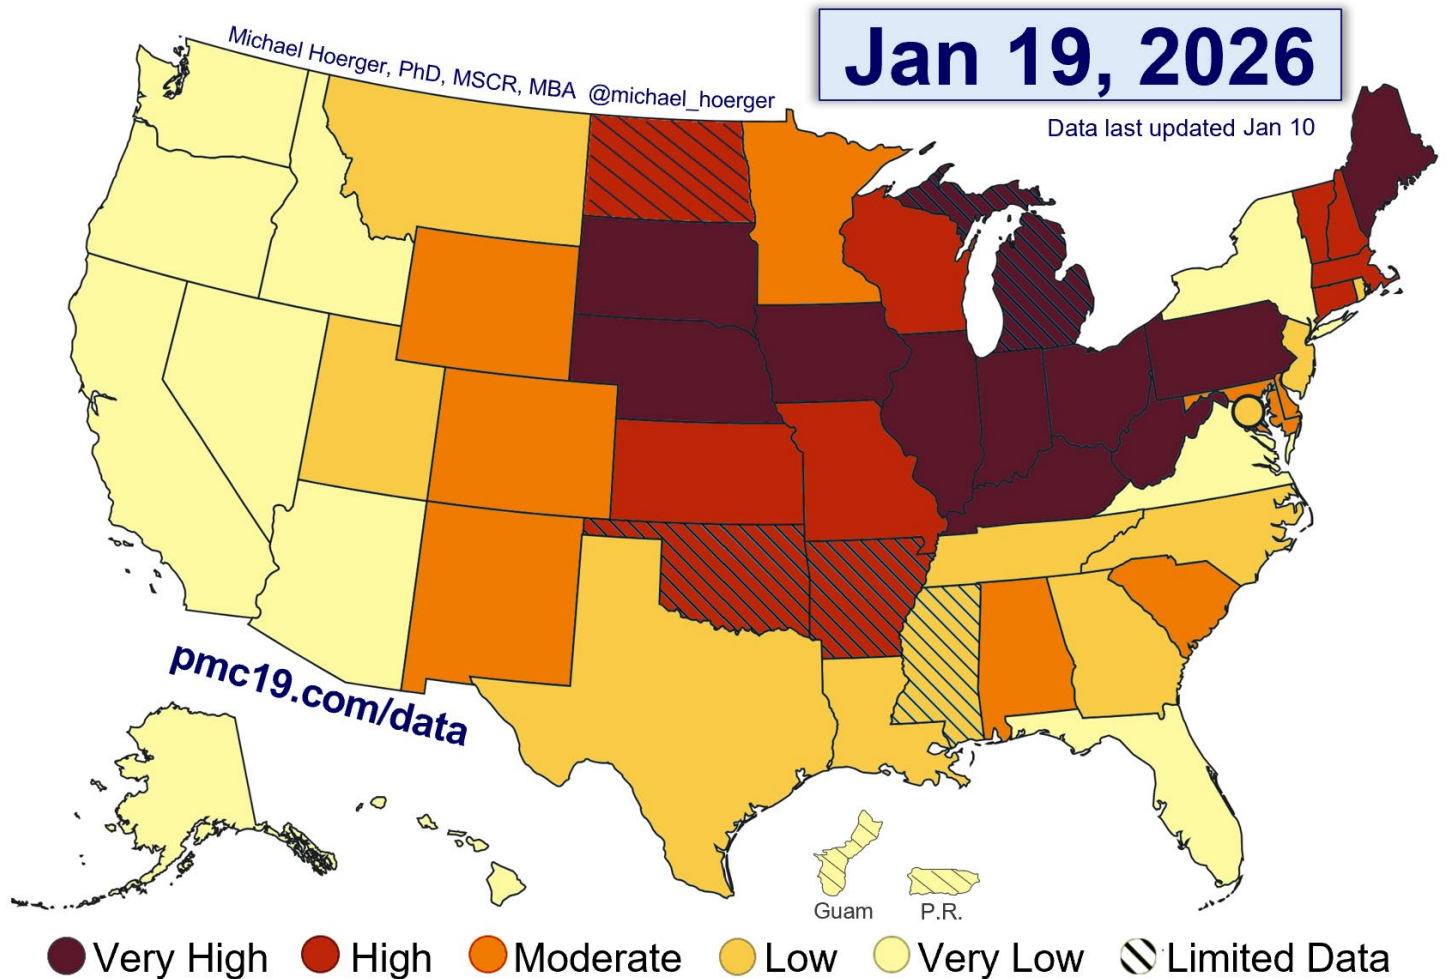 Jan 19, 2026
Michael Hoerger, PhD, MSCR, MBA @michael_hoerger
Data last updated Jan 10
pmc19.com/data
Guam
P.R.
Very High
High
Moderate
Low
Very Low
Limited Data